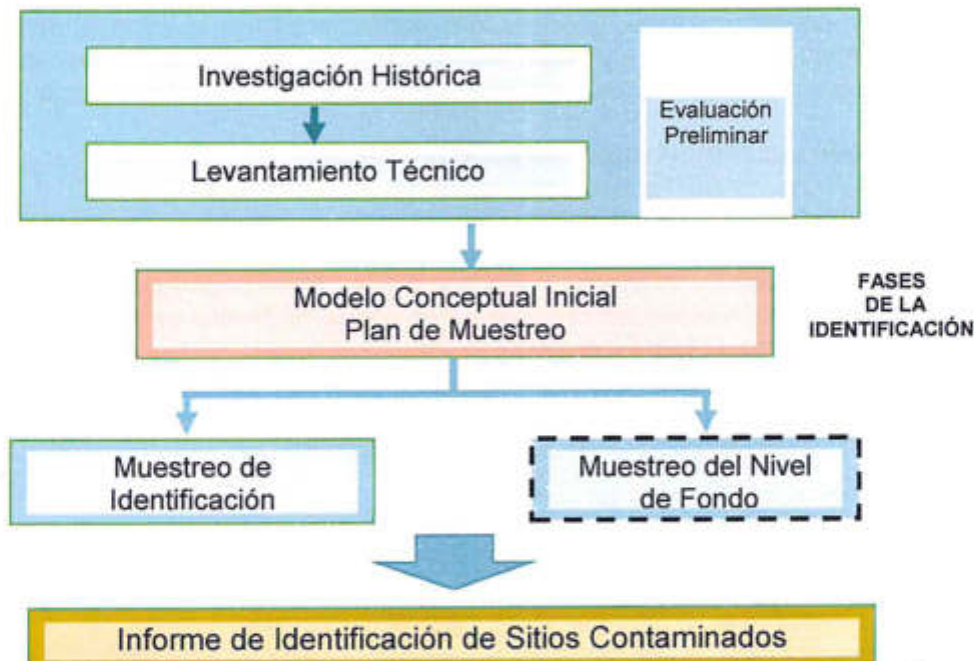 Investigación Histórica
Evaluación
Preliminar
Levantamiento Técnico
Modelo Conceptual Inicial
Plan de Muestreo
FASES
DE LA
IDENTIFICACIÓN
Muestreo de
Identificación
Muestreo del Nivel
de Fondo
Informe de Identificación de Sitios Contaminados